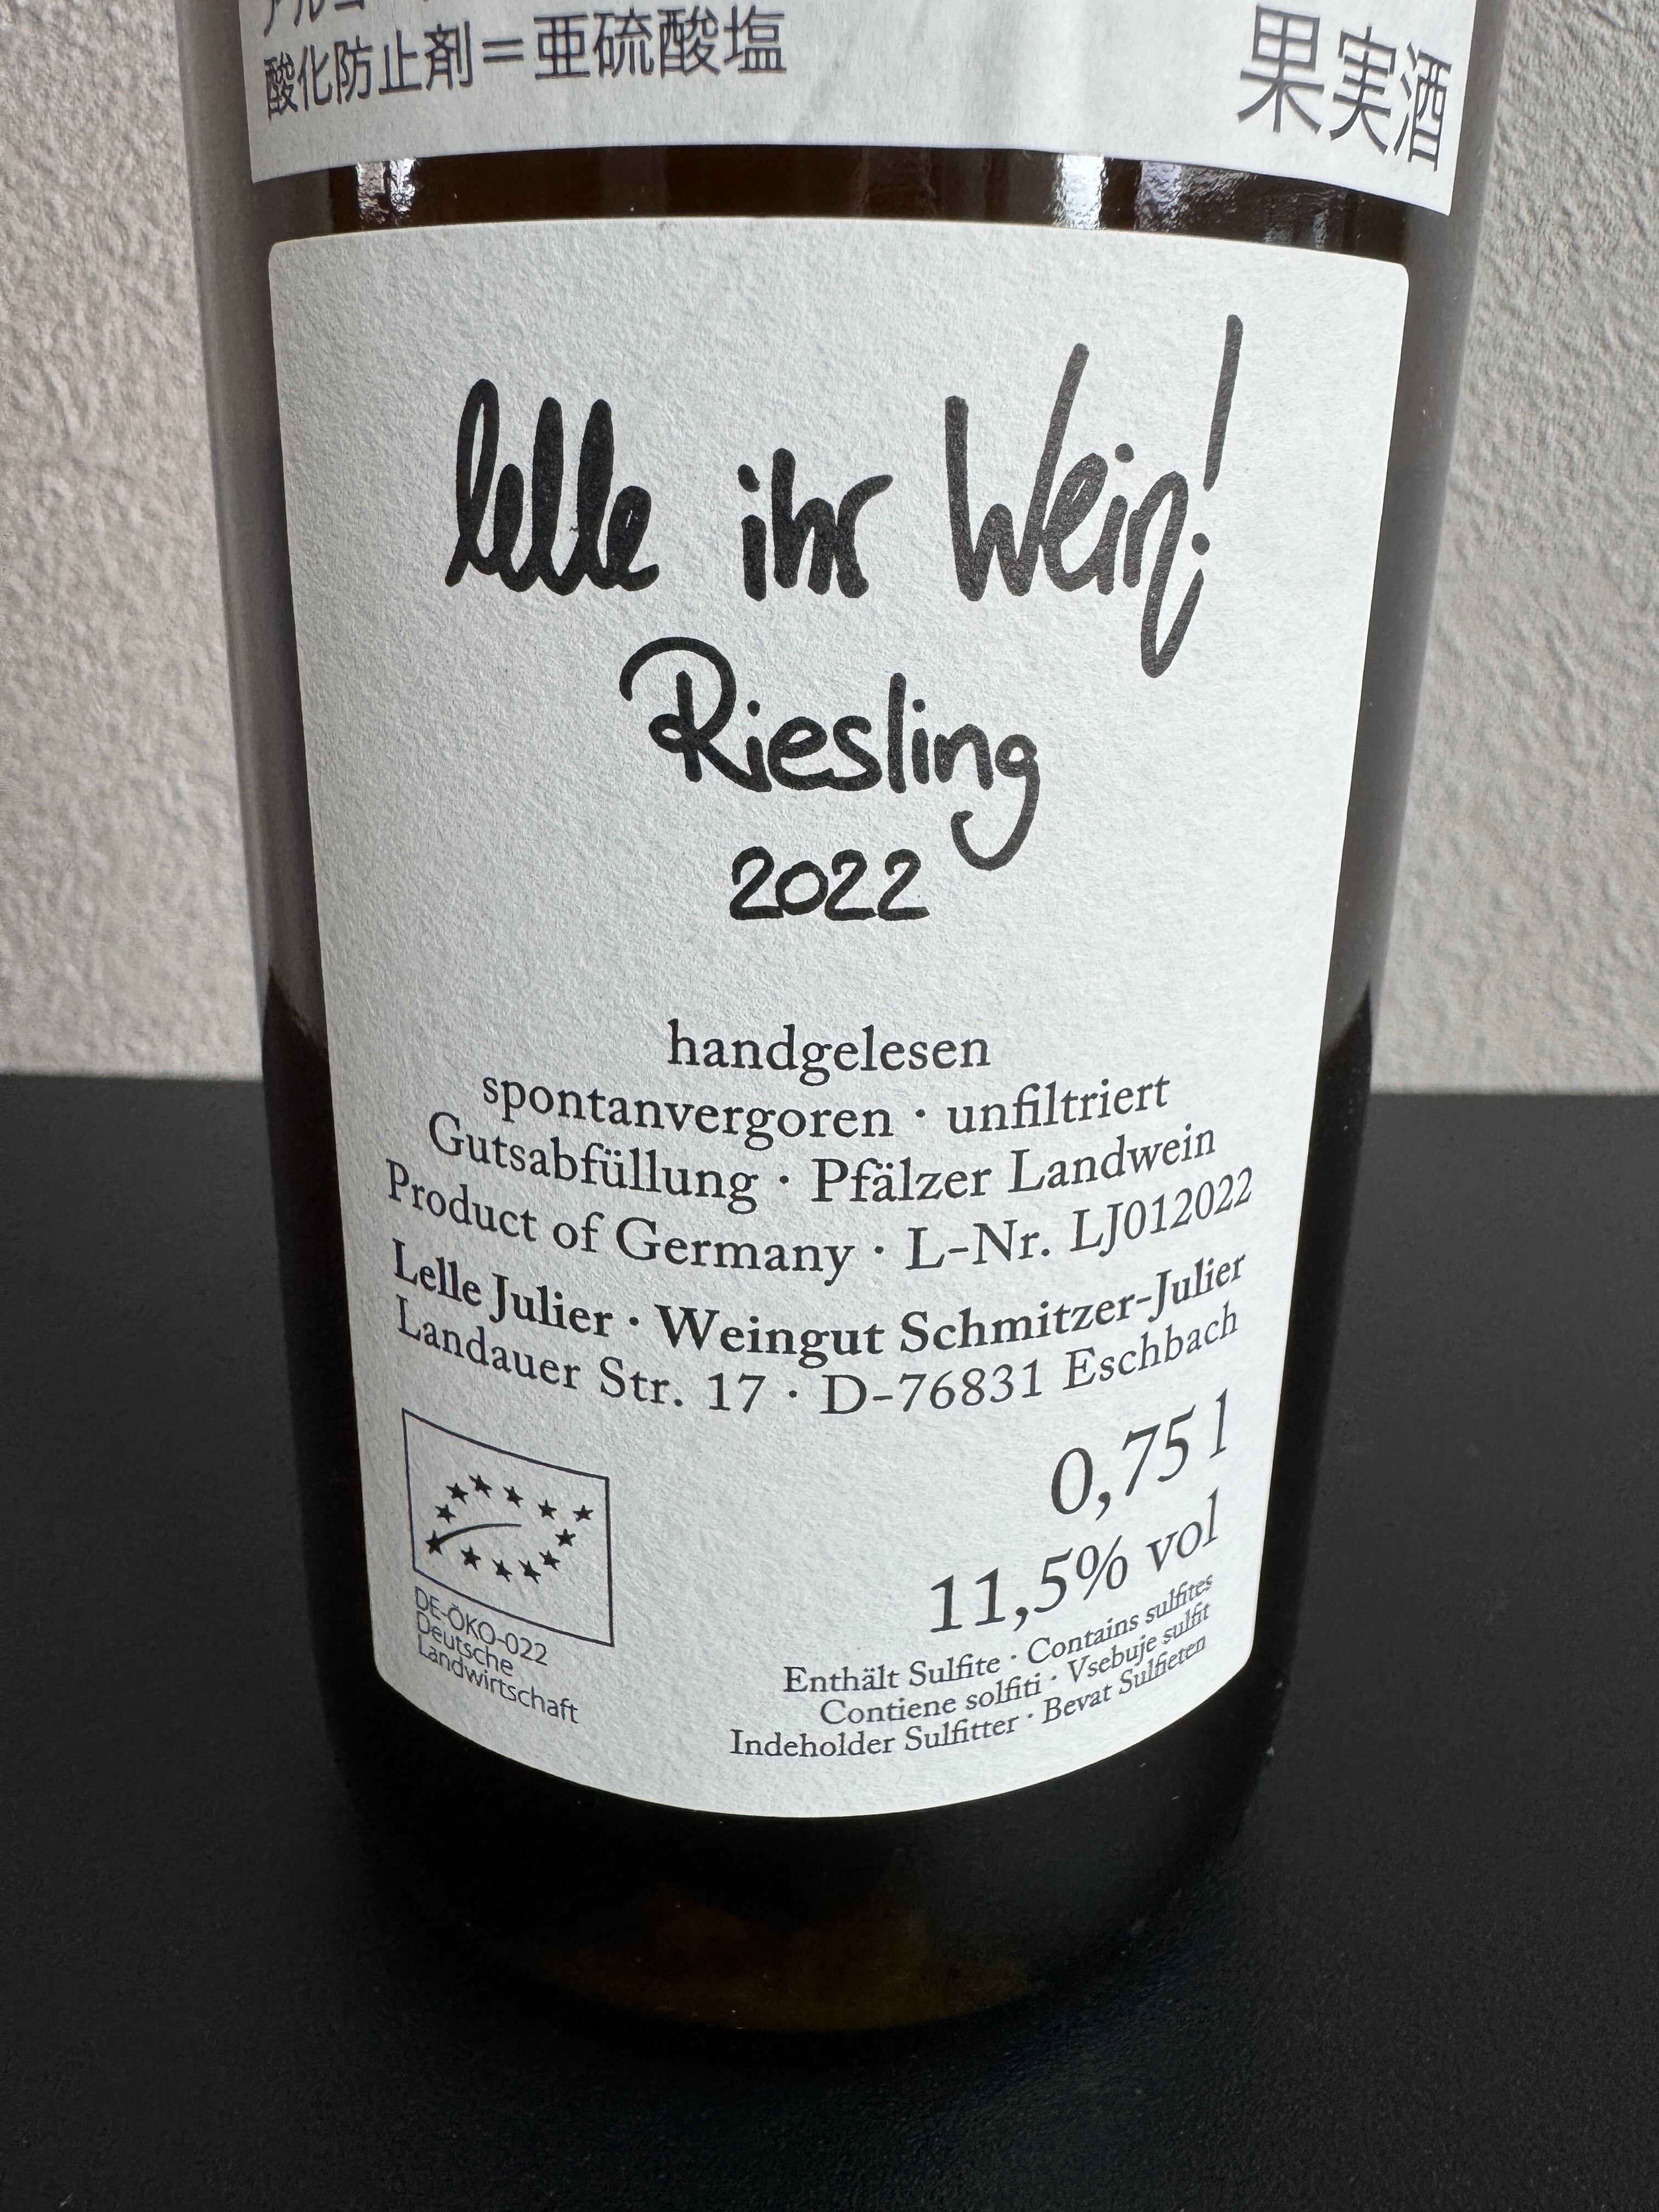 酸化防止剤＝亜硫酸塩
果実酒
lelle ihr Wein!
Riesling
2022
handgelesen
spontanvergoren · unfiltriert
Gutsabfüllung · Pfälzer Landwein
Product of Germany · L-Nr. LJ012022
Lelle Julier · Weingut Schmitzer-Julier
Landauer Str. 17 · D-76831 Eschbach
0,75 l
11,5% vol
DE-ÖKO-022
Deutsche
Landwirtschaft
Enthält Sulfite · Contains sulfites
Contiene solfiti · Vsebuje sulfit
Indeholder Sulfitter · Bevat Sulfieten